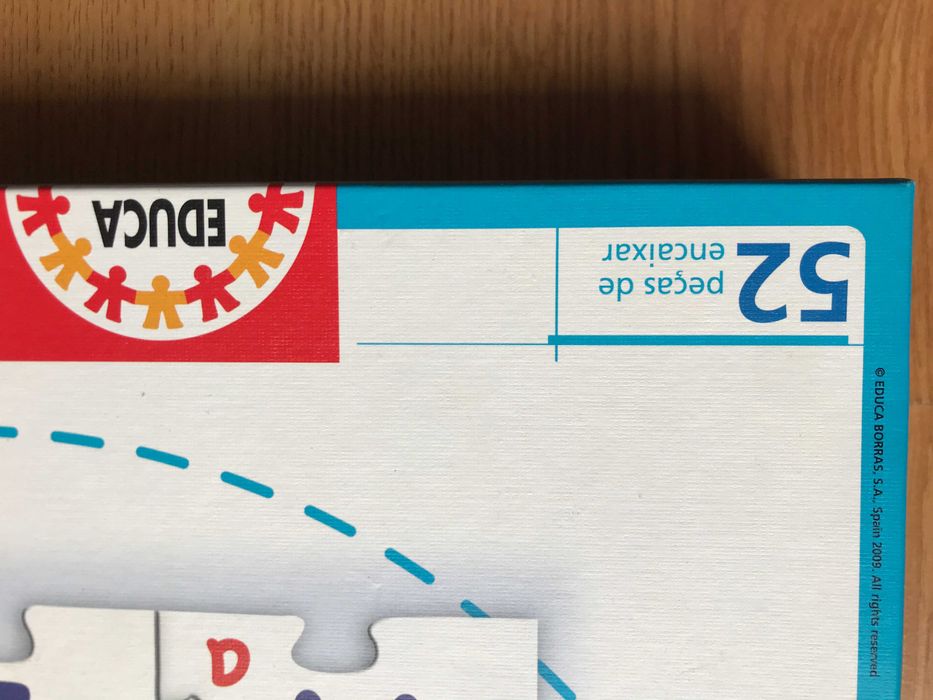 EDUCA
52
peças de
encaixar
© EDUCA BORRAS, S.A., Spain 2009. All rights reserved
a